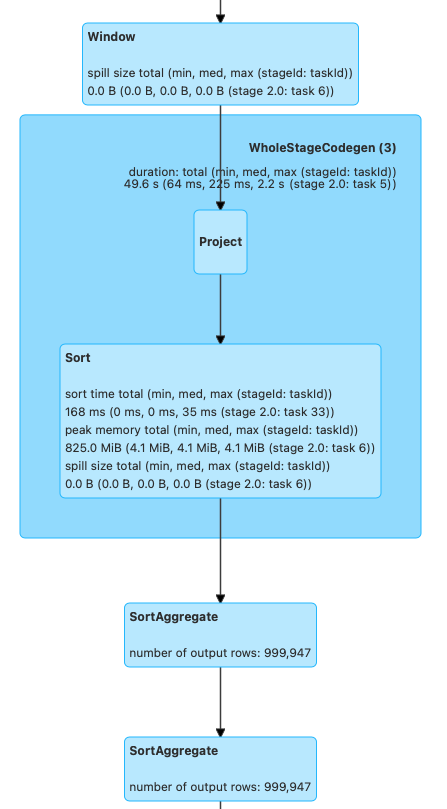 Window
spill size total (min, med, max (stageId: taskId))
0.0 B (0.0 B, 0.0 B, 0.0 B (stage 2.0: task 6))
WholeStageCodegen (3)
duration: total (min, med, max (stageId: taskId))
49.6 s (64 ms, 225 ms, 2.2 s (stage 2.0: task 5))
Project
Sort
sort time total (min, med, max (stageId: taskId))
168 ms (0 ms, 0 ms, 35 ms (stage 2.0: task 33))
peak memory total (min, med, max (stageId: taskId))
825.0 MiB (4.1 MiB, 4.1 MiB, 4.1 MiB (stage 2.0: task 6))
spill size total (min, med, max (stageId: taskId))
0.0 B (0.0 B, 0.0 B, 0.0 B (stage 2.0: task 6))
SortAggregate
number of output rows: 999,947
SortAggregate
number of output rows: 999,947